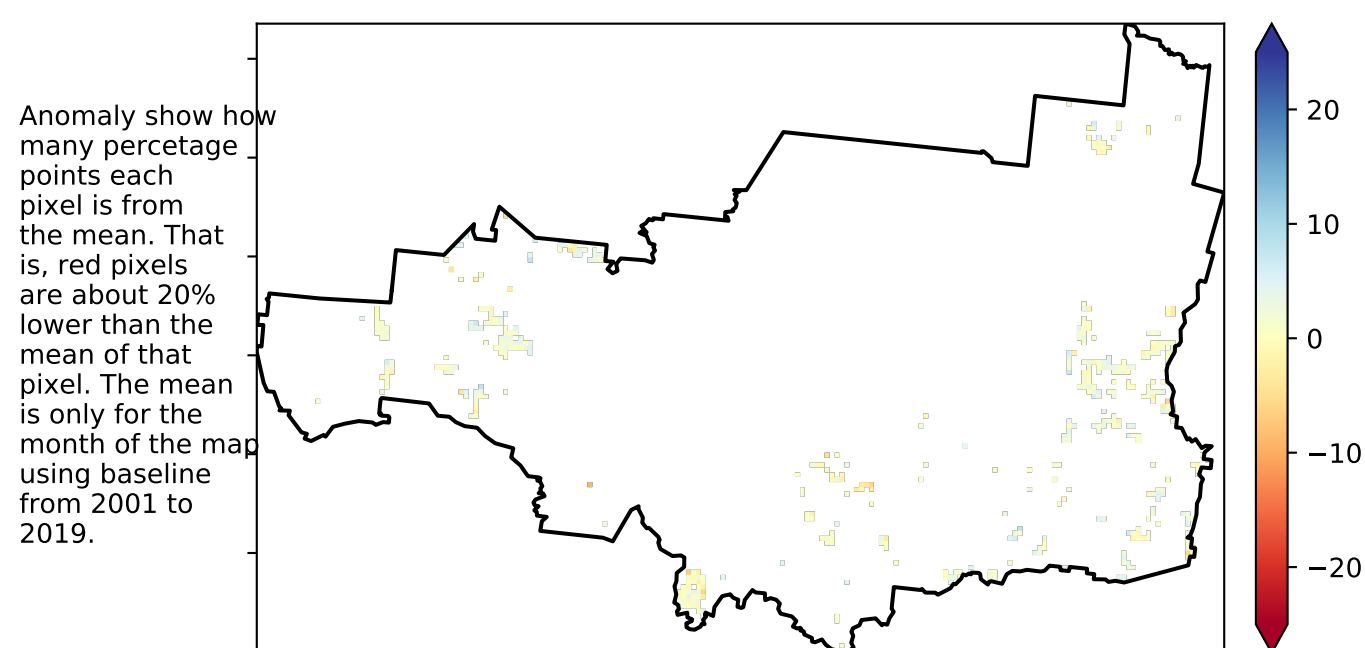 Anomaly show how
many percetage
points each
pixel is from
the mean. That
is, red pixels
are about 20%
lower than the
mean of that
pixel. The mean
is only for the
month of the map
using baseline
from 2001 to
2019.
20
10
0
−10
−20